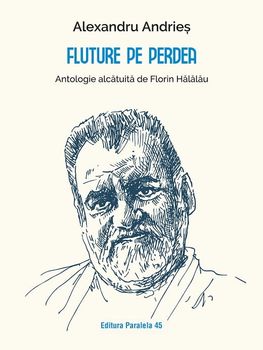 Alexandru Andrieș
FLUTURE PE PERDEA
Antologie alcătuită de Florin Hălălău
Editura Paralela 45